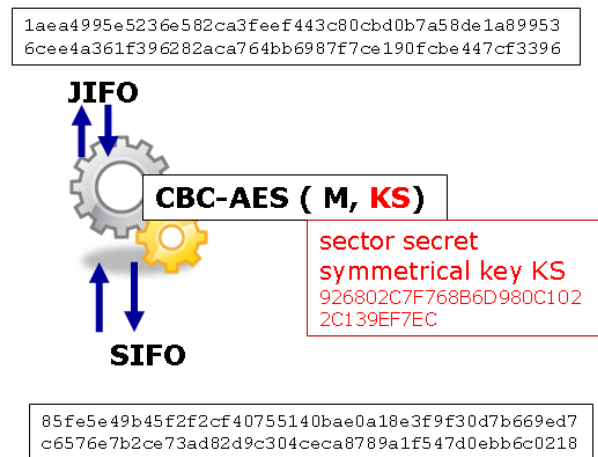 1aea4995e5236e582ca3feef443c80cbd0b7a58de1a89953
6cee4a361f396282aca764bb6987f7ce190fcbe447cf3396
JIFO
CBC-AES ( M, KS)
sector secret
symmetrical key KS
926802C7F768B6D980C102
2C139EF7EC
SIFO
85fe5e49b45f2f2cf40755140bae0a18e3f9f30d7b669ed7
c6576e7b2ce73ad82d9c304ceca8789a1f547d0ebb6c0218